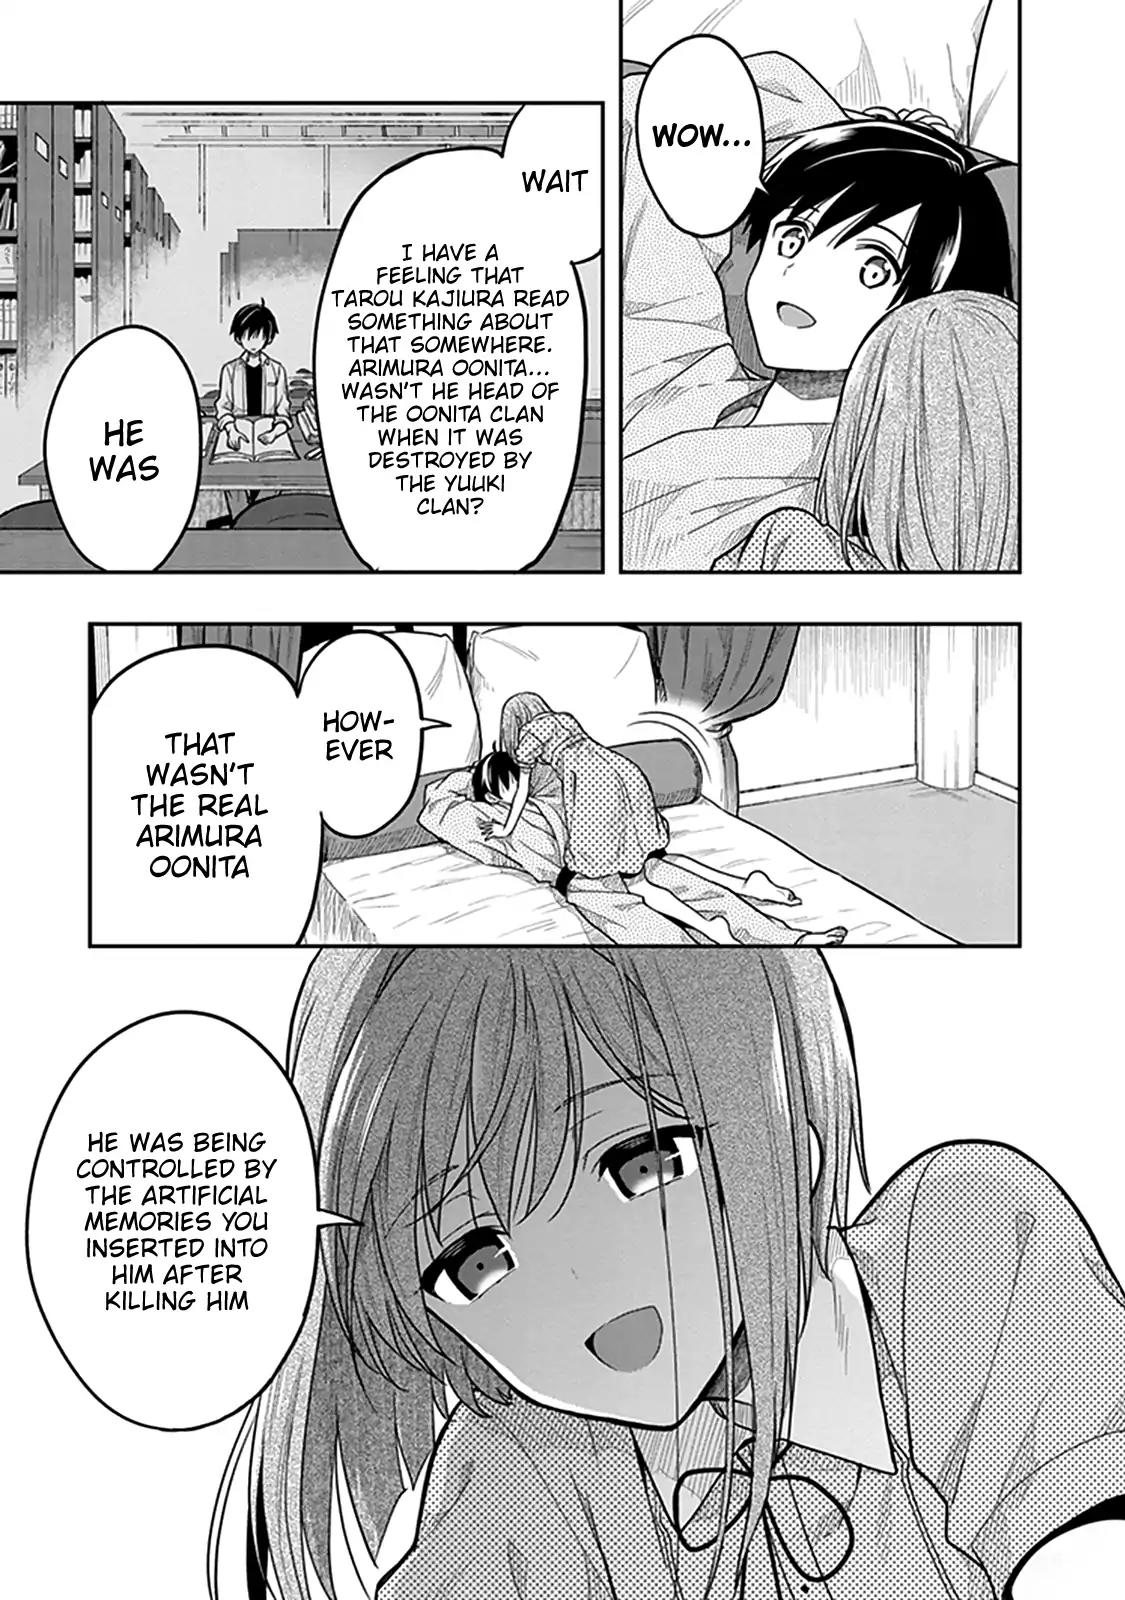 WOW...
WAIT
I HAVE A
FEELING THAT
TAROU KAJIURA READ
SOMETHING ABOUT
THAT SOMEWHERE.
ARIMURA OONITA...
WASN'T HE HEAD OF
THE OONITA CLAN
WHEN IT WAS
DESTROYED BY
THE YUUKI
CLAN?
HE
WAS
HOW-
EVER
THAT
WASN'T
THE REAL
ARIMURA
OONITA
HE WAS BEING
CONTROLLED BY
THE ARTIFICIAL
MEMORIES YOU
INSERTED INTO
HIM AFTER
KILLING HIM